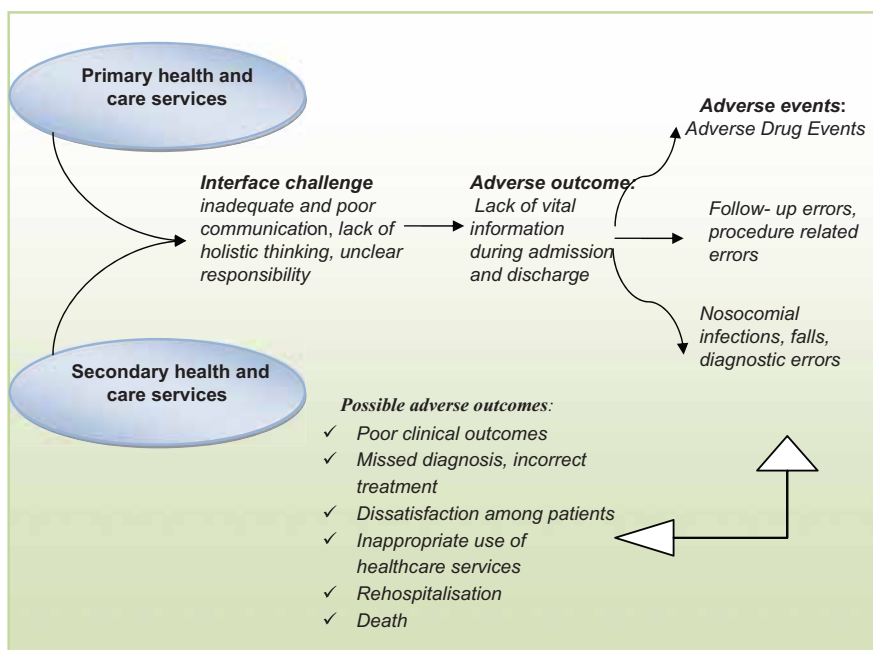 Primary health and
care services
Adverse events:
Adverse Drug Events
Interface challenge
inadequate and poor
communication, lack of
holistic thinking, unclear
responsibility
Adverse outcome:
Lack of vital
information
during admission
and discharge
Follow- up errors,
procedure related
errors
Nosocomial
infections, falls,
diagnostic errors
Secondary health and
care services
Possible adverse outcomes:
✓ Poor clinical outcomes
✓ Missed diagnosis, incorrect
treatment
✓ Dissatisfaction among patients
✓ Inappropriate use of
healthcare services
✓ Rehospitalisation
✓ Death